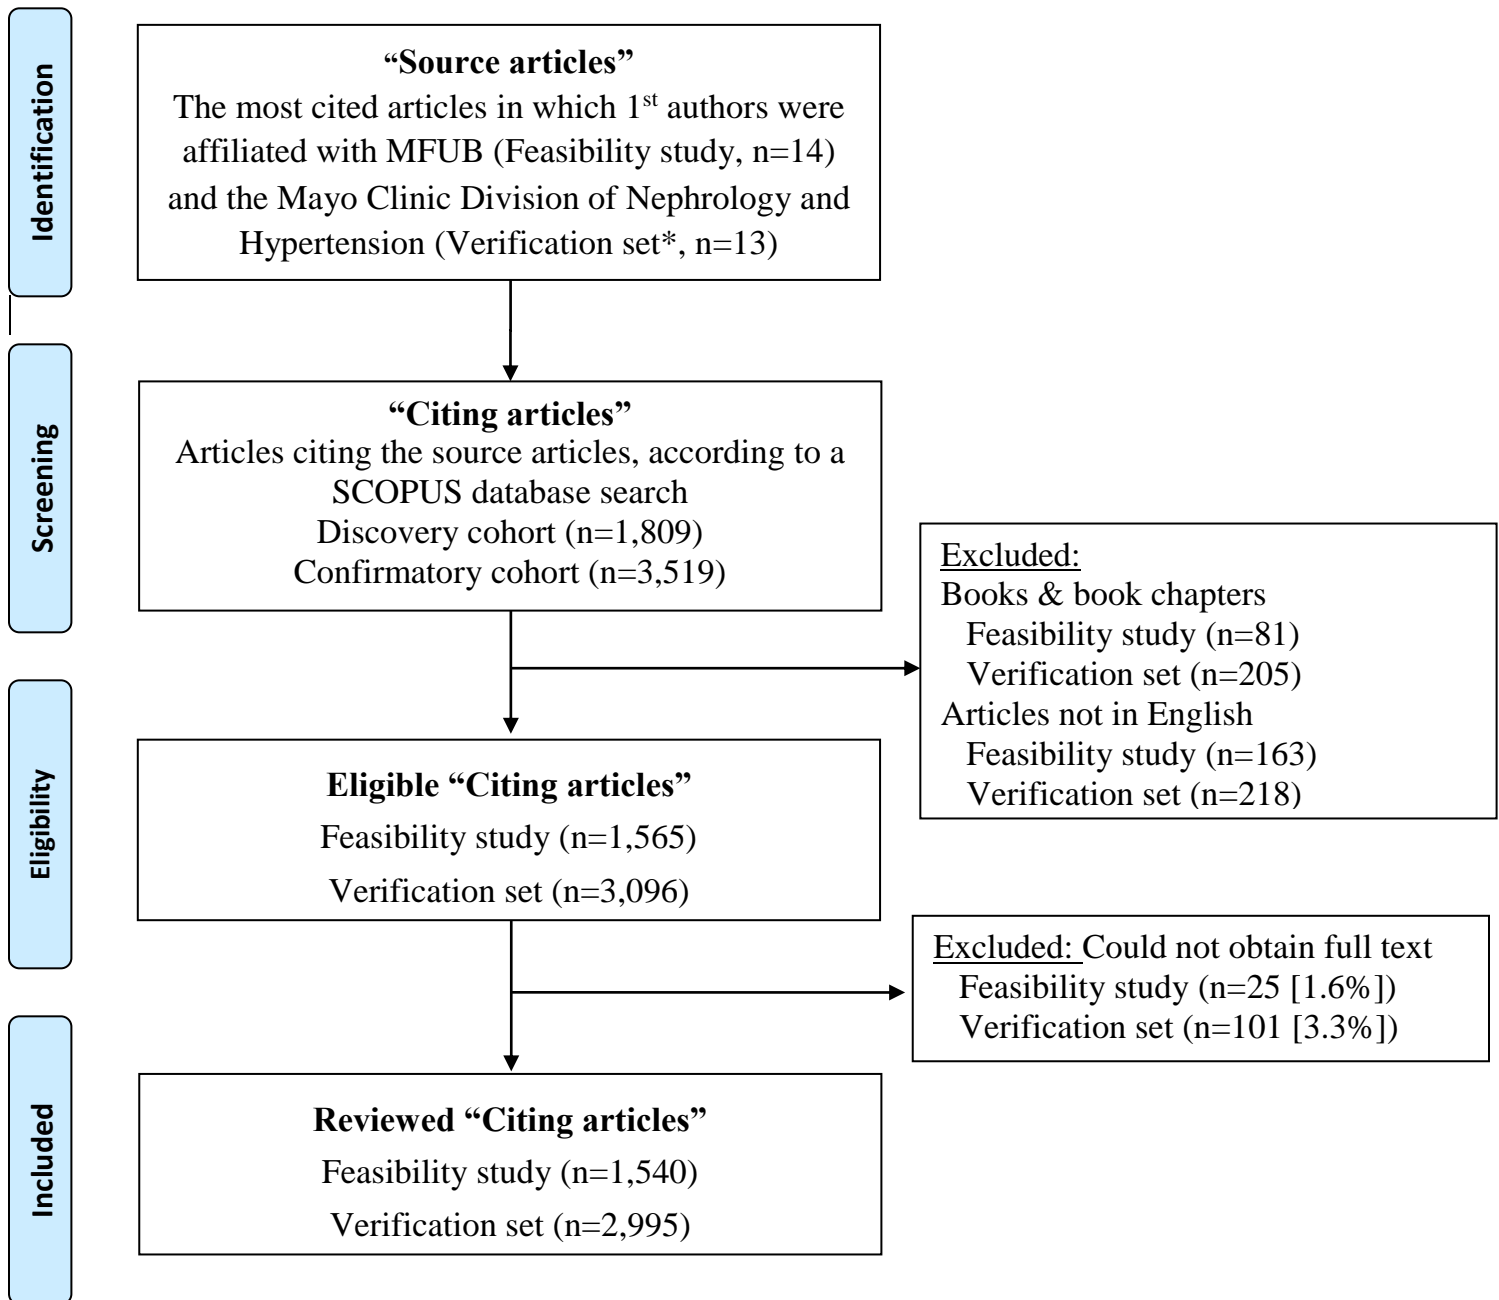 Identification
“Source articles”
The most cited articles in which 1st authors were
affiliated with MFUB (Feasibility study, n=14)
and the Mayo Clinic Division of Nephrology and
Hypertension (Verification set*, n=13)
Screening
“Citing articles”
Articles citing the source articles, according to a
SCOPUS database search
Discovery cohort (n=1,809)
Confirmatory cohort (n=3,519)
Excluded:
Books & book chapters
Feasibility study (n=81)
Verification set (n=205)
Articles not in English
Feasibility study (n=163)
Verification set (n=218)
Eligibility
Eligible “Citing articles”
Feasibility study (n=1,565)
Verification set (n=3,096)
Excluded: Could not obtain full text
Feasibility study (n=25 [1.6%])
Verification set (n=101 [3.3%])
Included
Reviewed “Citing articles”
Feasibility study (n=1,540)
Verification set (n=2,995)